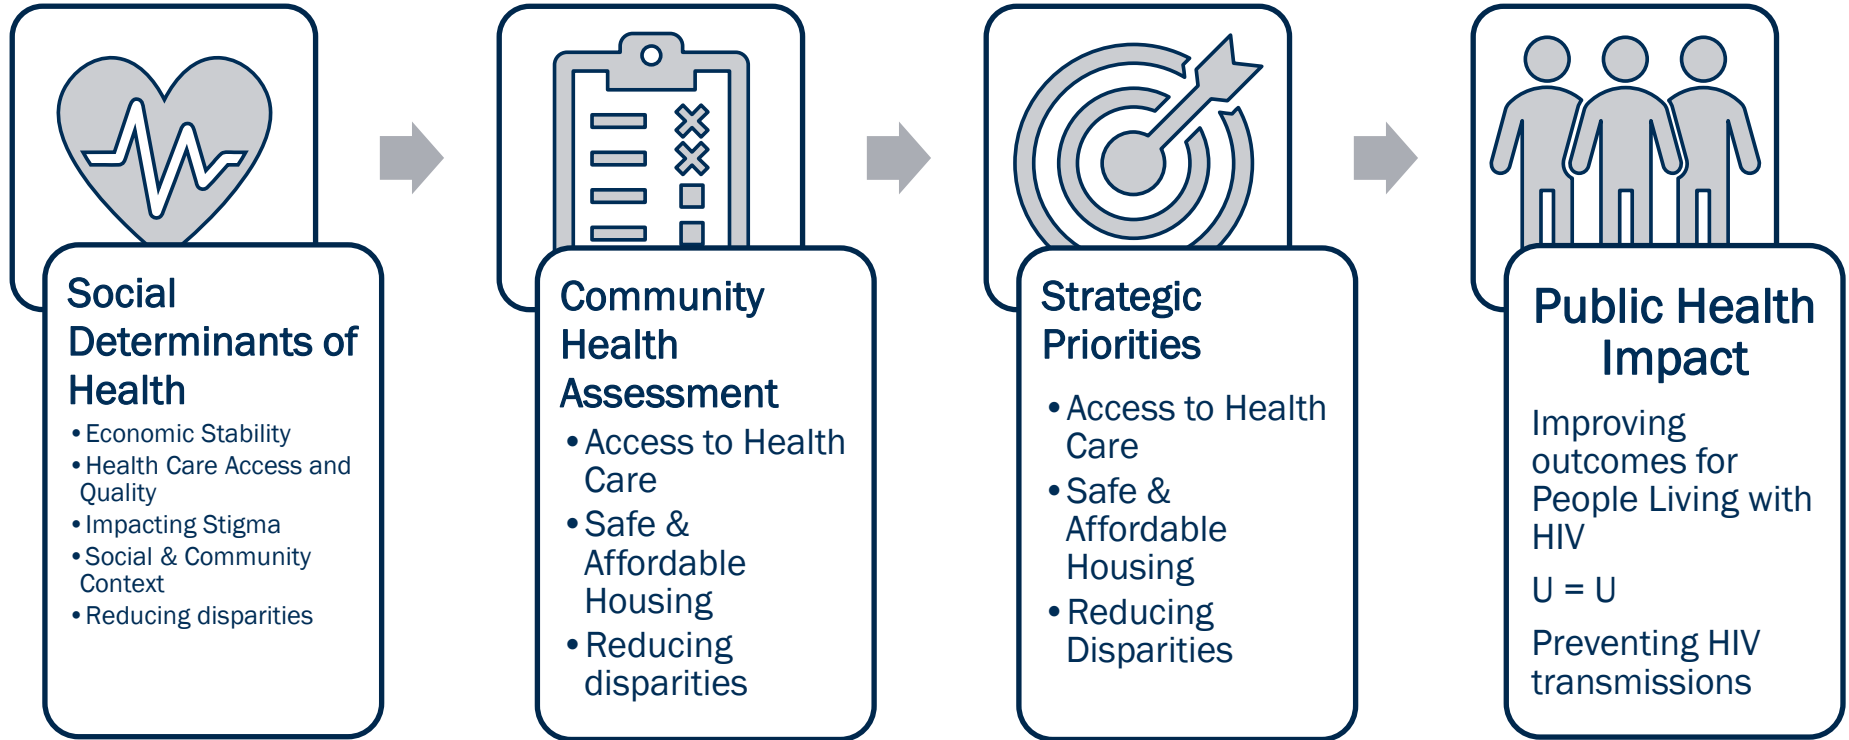 Social
Determinants of
Health
•Economic Stability
•Health Care Access and
Quality
•Impacting Stigma
•Social & Community
Context
•Reducing disparities
Community
Health
Assessment
•Access to Health
Care
•Safe &
Affordable
Housing
•Reducing
disparities
Strategic
Priorities
•Access to Health
Care
•Safe &
Affordable
Housing
•Reducing
Disparities
Public Health
Impact
Improving
outcomes for
People Living with
HIV
U = U
Preventing HIV
transmissions